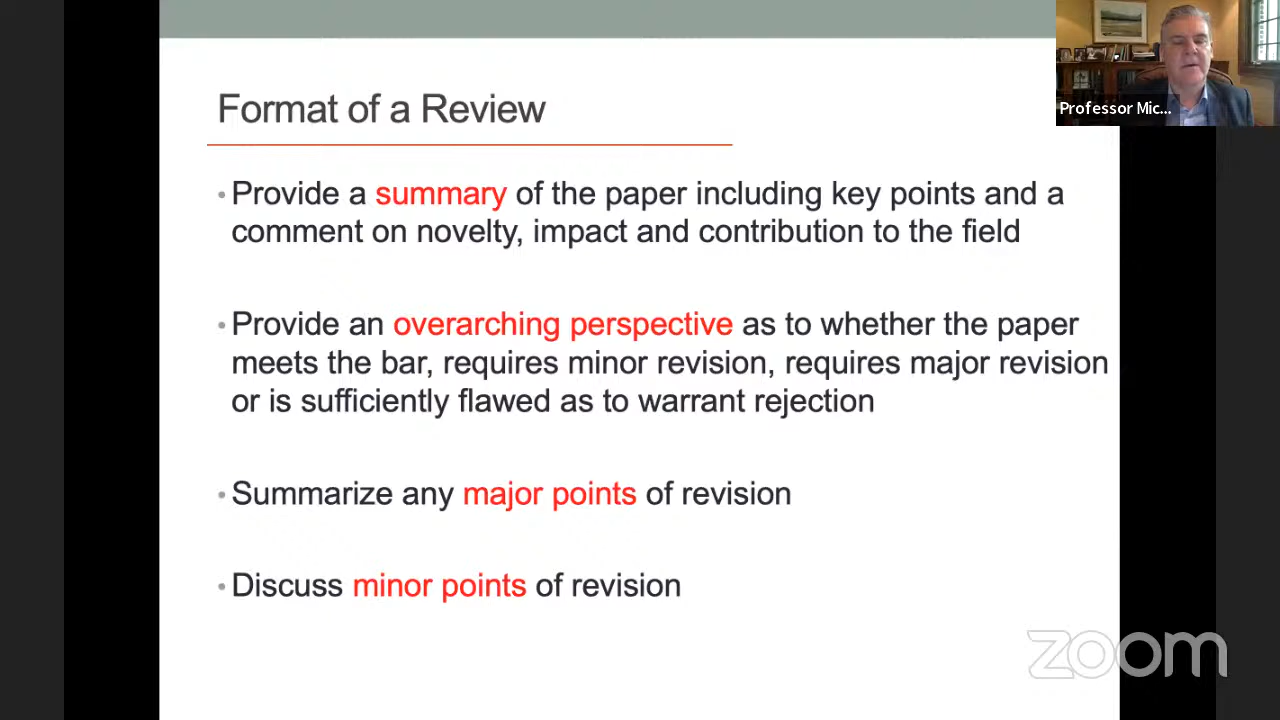 Format of a Review
Professor Mic...
• Provide a summary of the paper including key points and a
comment on novelty, impact and contribution to the field
• Provide an overarching perspective as to whether the paper
meets the bar, requires minor revision, requires major revision
or is sufficiently flawed as to warrant rejection
• Summarize any major points of revision
• Discuss minor points of revision
zoom